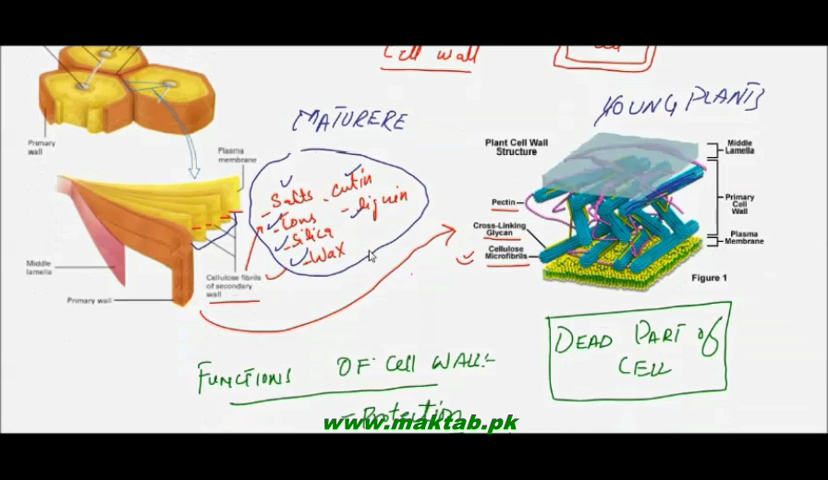 Cell wall
Cell
MATURERE
YOUNG PLANTS
Primary
wall
Plasma
membrane
- Salts
- Ions
- Silica
- Wax
- Cutin
- lignin
Middle
lamella
Primary wall
Cellulose fibrils
of secondary
wall
Plant Cell Wall
Structure
Middle
Lamella
Pectin
Primary
Cell
Wall
Cross-Linking
Glycan
Plasma
Membrane
Cellulose
Microfibrils
Figure 1
DEAD PART of
CELL
FUNCTIONS OF Cell WALL:-
- Protection
www.maktab.pk